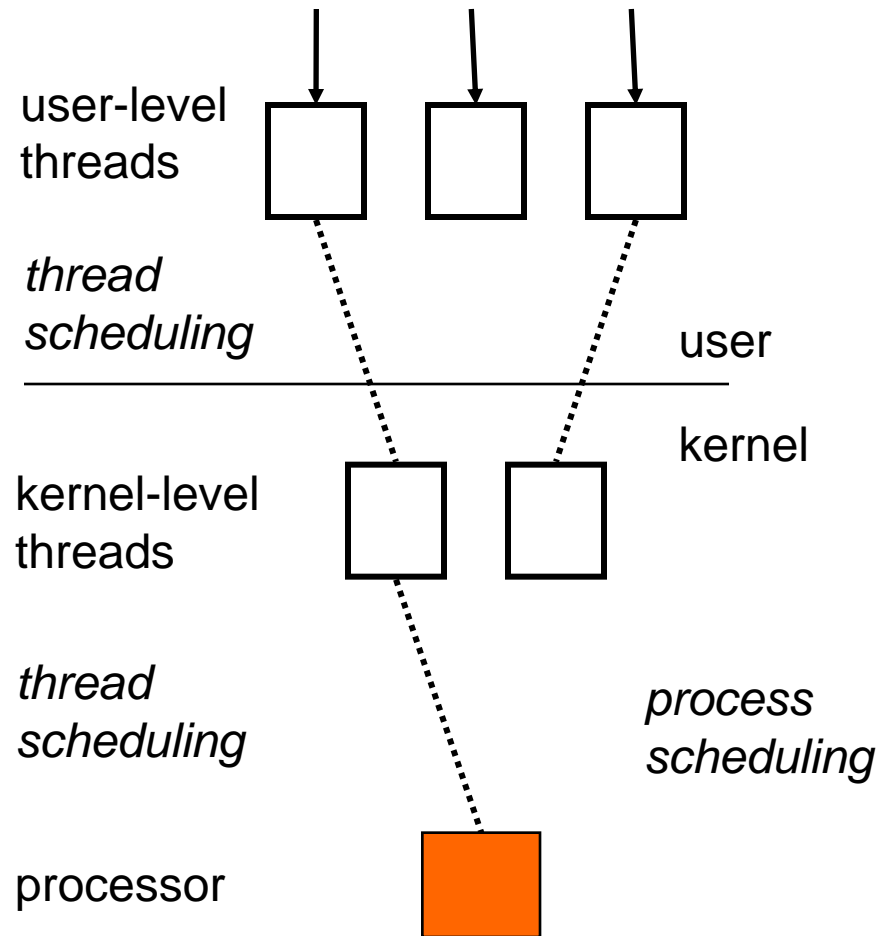 user-level
threads
thread
scheduling
user
kernel
kernel-level
threads
thread
scheduling
process
scheduling
processor